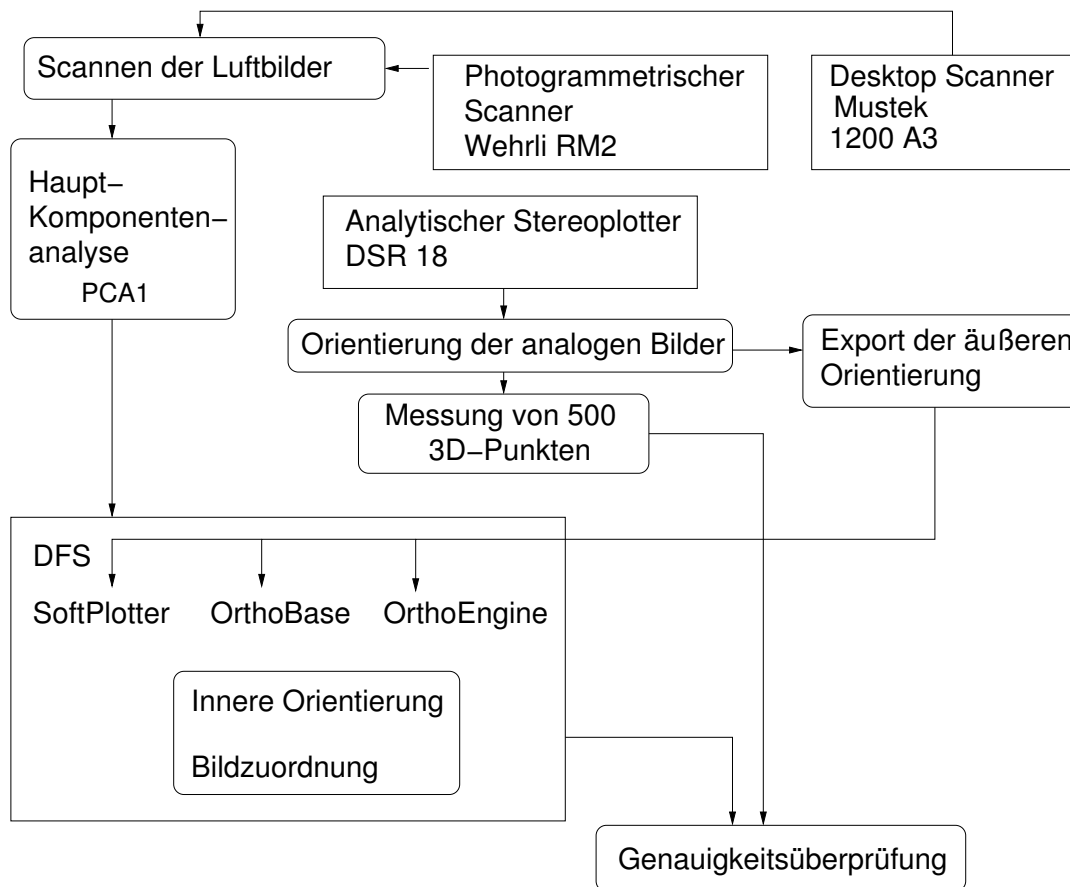 Scannen der Luftbilder
Photogrammetrischer
Scanner
Wehrli RM2
Desktop Scanner
Mustek
1200 A3
Haupt−
Komponenten−
analyse
PCA1
Analytischer Stereoplotter
DSR 18
Orientierung der analogen Bilder
Export der äußeren
Orientierung
Messung von 500
3D−Punkten
DFS
SoftPlotter
OrthoBase
OrthoEngine
Innere Orientierung
Bildzuordnung
Genauigkeitsüberprüfung